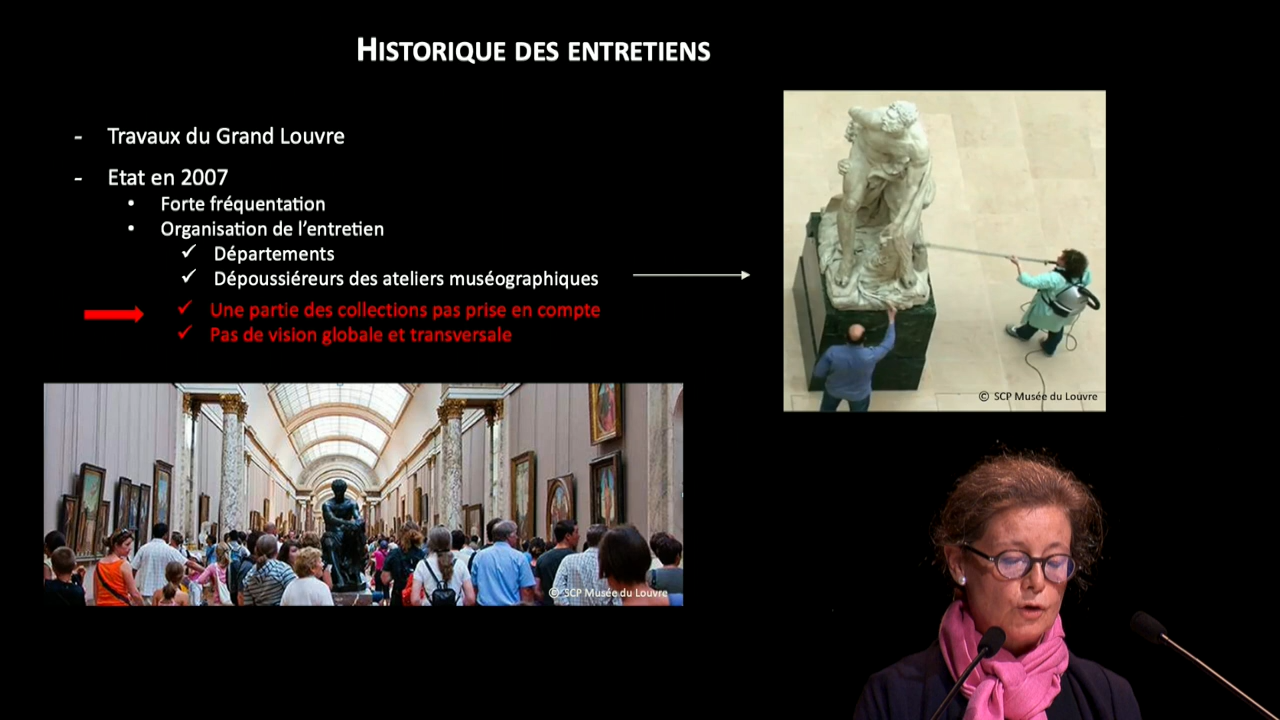 HISTORIQUE DES ENTRETIENS
- Travaux du Grand Louvre
- Etat en 2007
• Forte fréquentation
• Organisation de l'entretien
✓ Départements
✓ Dépoussiéreurs des ateliers muséographiques
✓ Une partie des collections pas prise en compte
✓ Pas de vision globale et transversale
© SCP Musée du Louvre
© SCP Musée du Louvre